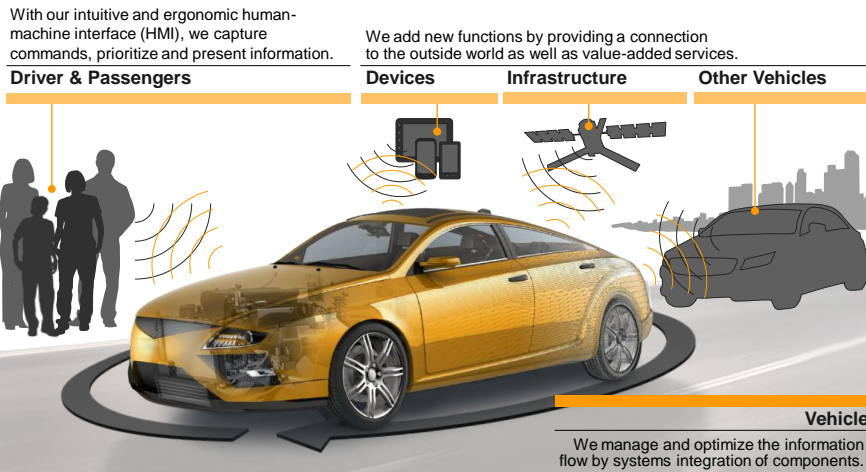 With our intuitive and ergonomic human-
machine interface (HMI), we capture
commands, prioritize and present information.
Driver & Passengers
We add new functions by providing a connection
to the outside world as well as value-added services.
Devices
Infrastructure
Other Vehicles
Vehicle
We manage and optimize the information
flow by systems integration of components.